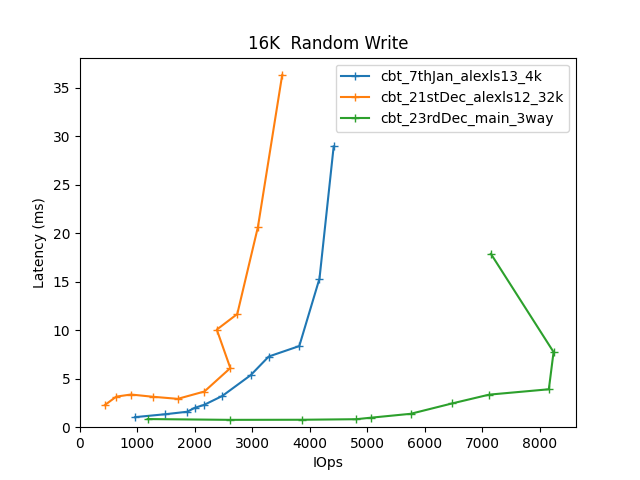 16K  Random Write
cbt_7thJan_alexls13_4k
cbt_21stDec_alexls12_32k
cbt_23rdDec_main_3way
Latency (ms)
35
30
25
20
15
10
5
0
0 1000 2000 3000 4000 5000 6000 7000 8000
IOps